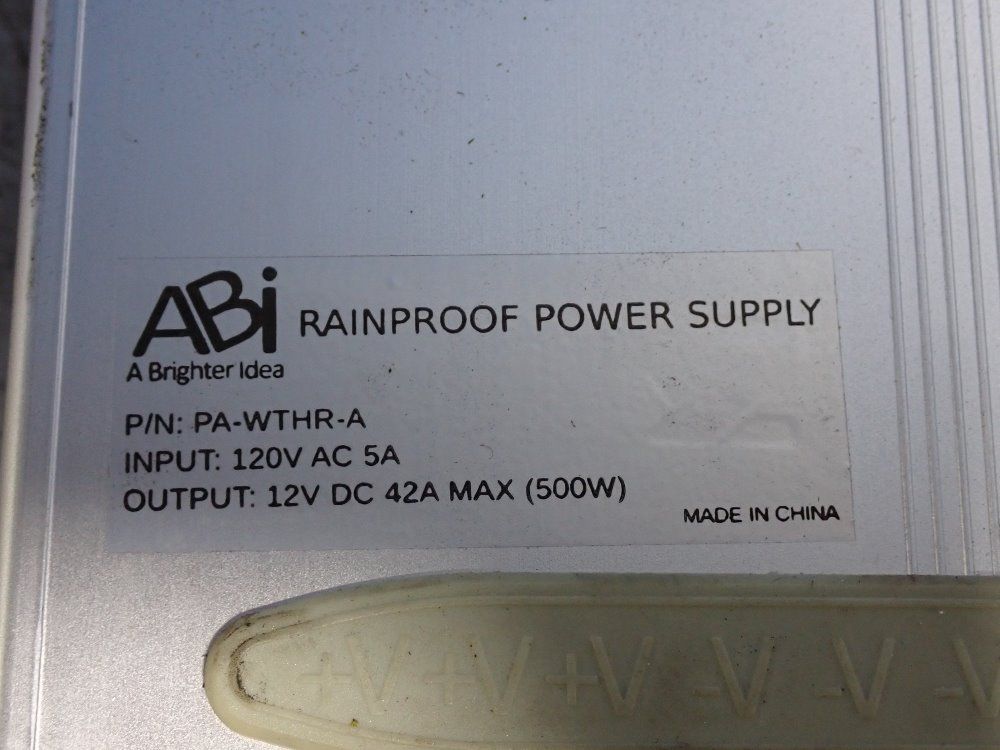 ABi RAINPROOF POWER SUPPLY
A Brighter Idea
P/N: PA-WTHR-A
INPUT: 120V AC 5A
OUTPUT: 12V DC 42A MAX (500W)
MADE IN CHINA
+V +V +V -V -V -V